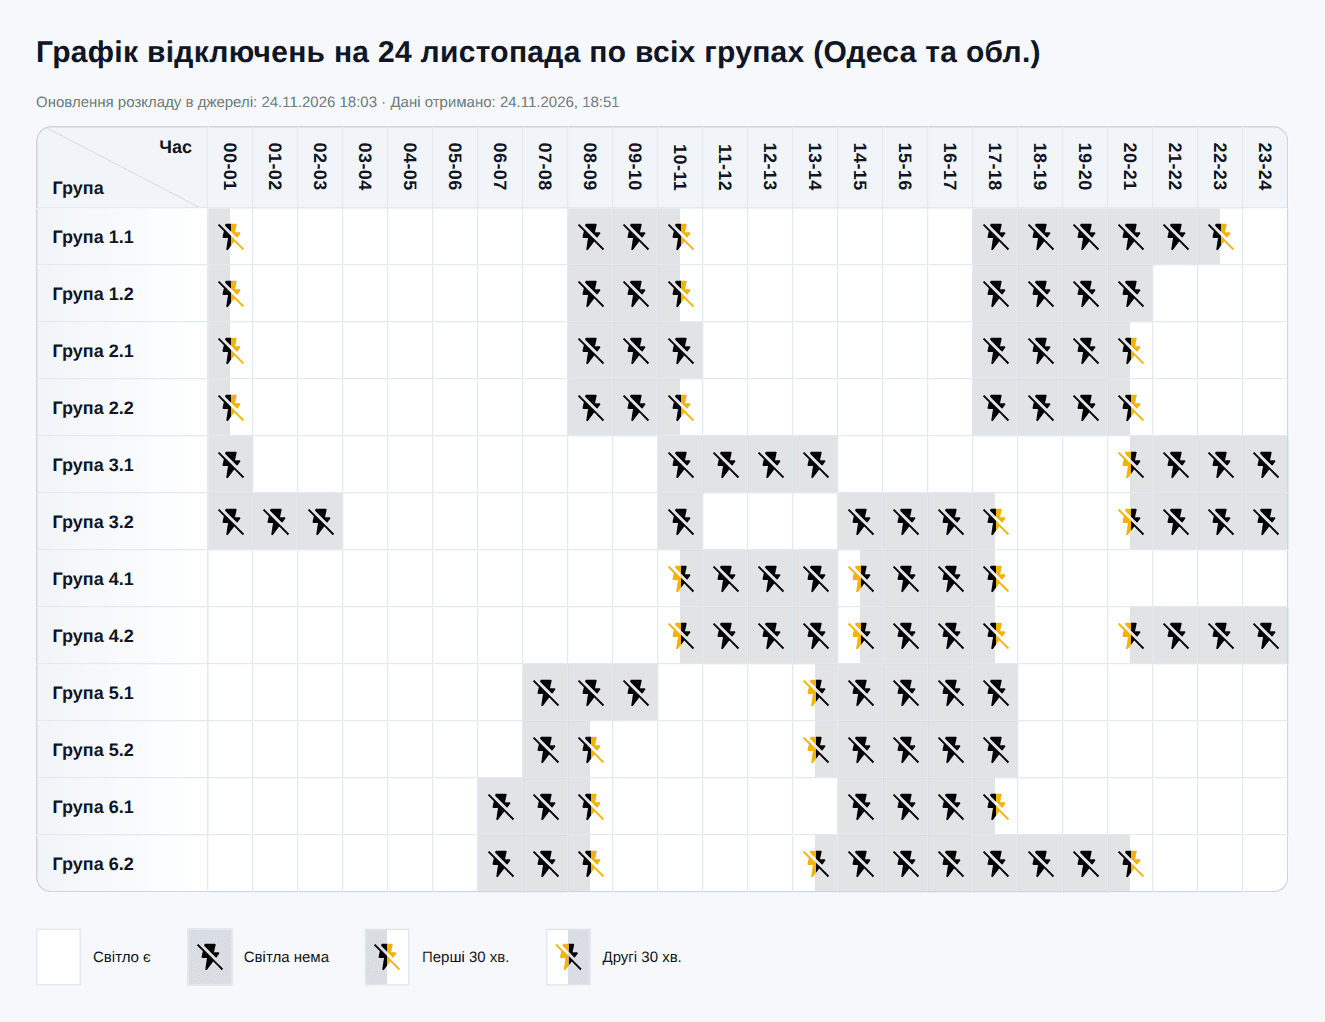 Графік відключень на 24 листопада по всіх групах (Одеса та обл.)
Оновлення розкладу в джерелі: 24.11.2026 18:03 · Дані отримано: 24.11.2026, 18:51
Час
Група
00-01 01-02 02-03 03-04 04-05 05-06 06-07 07-08 08-09 09-10 10-11 11-12 12-13 13-14 14-15 15-16 16-17 17-18 18-19 19-20 20-21 21-22 22-23 23-24
Група 1.1
Група 1.2
Група 2.1
Група 2.2
Група 3.1
Група 3.2
Група 4.1
Група 4.2
Група 5.1
Група 5.2
Група 6.1
Група 6.2
Світло є Світла нема Перші 30 хв. Другі 30 хв.